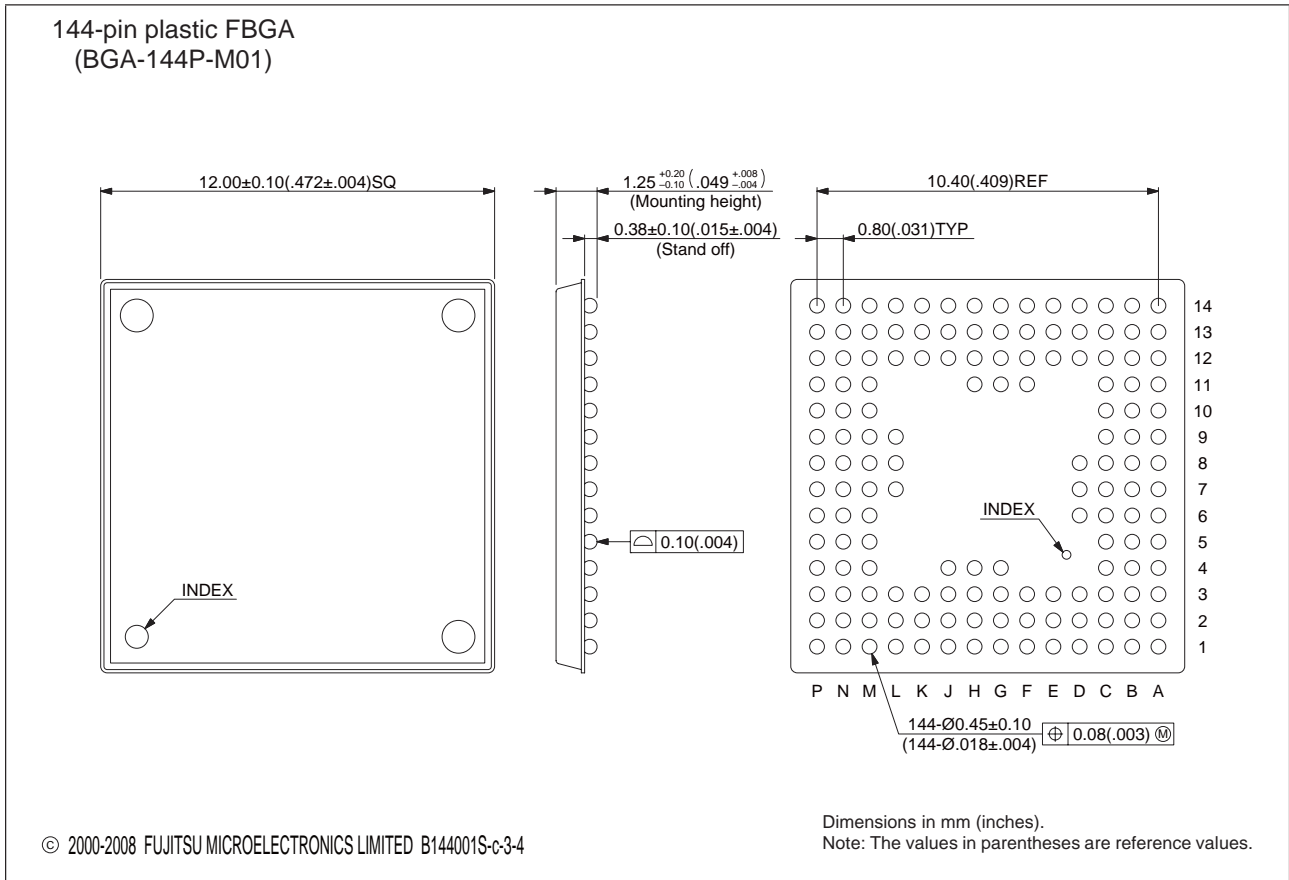 144-pin plastic FBGA
(BGA-144P-M01)
12.00±0.10(.472±.004)SQ
1.25 +0.20 -0.10 (.049 +.008 -.004)
(Mounting height)
0.38±0.10(.015±.004)
(Stand off)
10.40(.409)REF
0.80(.031)TYP
14
13
12
11
10
9
8
7
INDEX
6
0.10(.004)
5
4
INDEX
3
2
1
P N M L K J H G F E D C B A
144-Ø0.45±0.10
(144-Ø.018±.004)
⌖ 0.08(.003) Ⓜ
© 2000-2008 FUJITSU MICROELECTRONICS LIMITED B144001S-c-3-4
Dimensions in mm (inches).
Note: The values in parentheses are reference values.